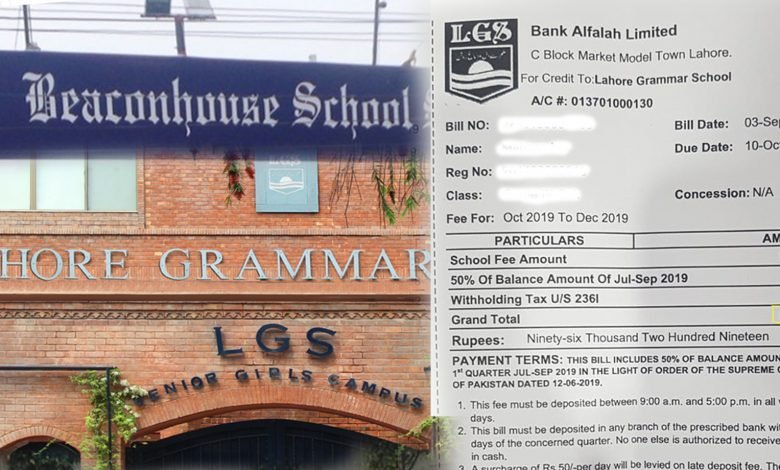 Beaconhouse School
LGS
HORE GRAMMAR
LGS
SENIOR GIRLS CAMPUS
LGS
Bank Alfalah Limited
C Block Market Model Town Lahore.
For Credit To:Lahore Grammar School
A/C #: 013701000130
Bill NO: Bill Date: 03-Sep
Name: Due Date: 10-Oct
Reg No:
Class: Concession: N/A
Fee For: Oct 2019 To Dec 2019
PARTICULARS AM
School Fee Amount
50% Of Balance Amount Of Jul-Sep 2019
Withholding Tax U/S 236I
Grand Total
Rupees: Ninety-six Thousand Two Hundred Nineteen
PAYMENT TERMS: THIS BILL INCLUDES 50% OF BALANCE AMOUN
1st QUARTER JUL-SEP 2019 IN THE LIGHT OF ORDER OF THE SUPREME C
OF PAKISTAN DATED 12-06-2019.
1. This fee must be deposited between 9:00 a.m. and 5:00 p.m. in all
days.
2. This bill must be deposited in any branch of the prescribed bank wi
days of the concerned quarter. No one else is authorized to receive
in cash.
3. A surcharge of Rs 50/-per day will be levied on late deposit fee. The